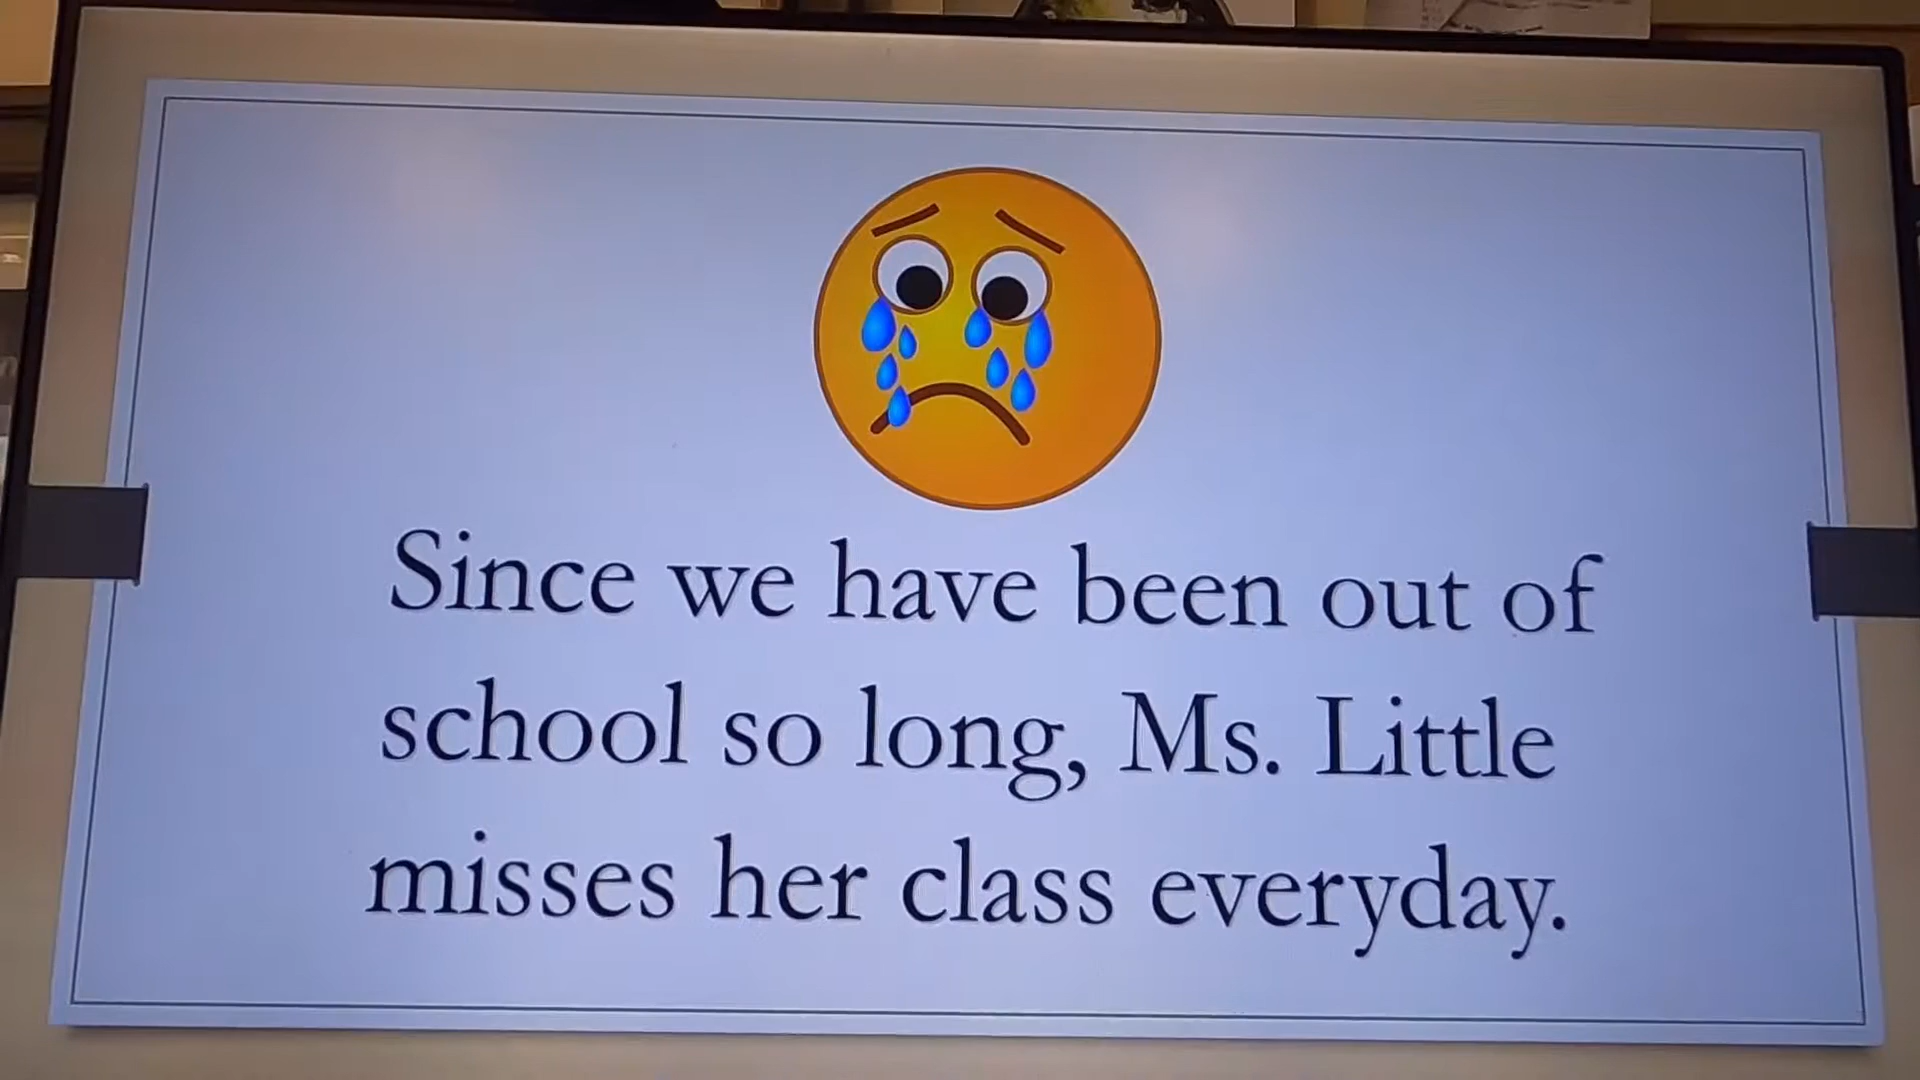 Since we have been out of
school so long, Ms. Little
misses her class everyday.